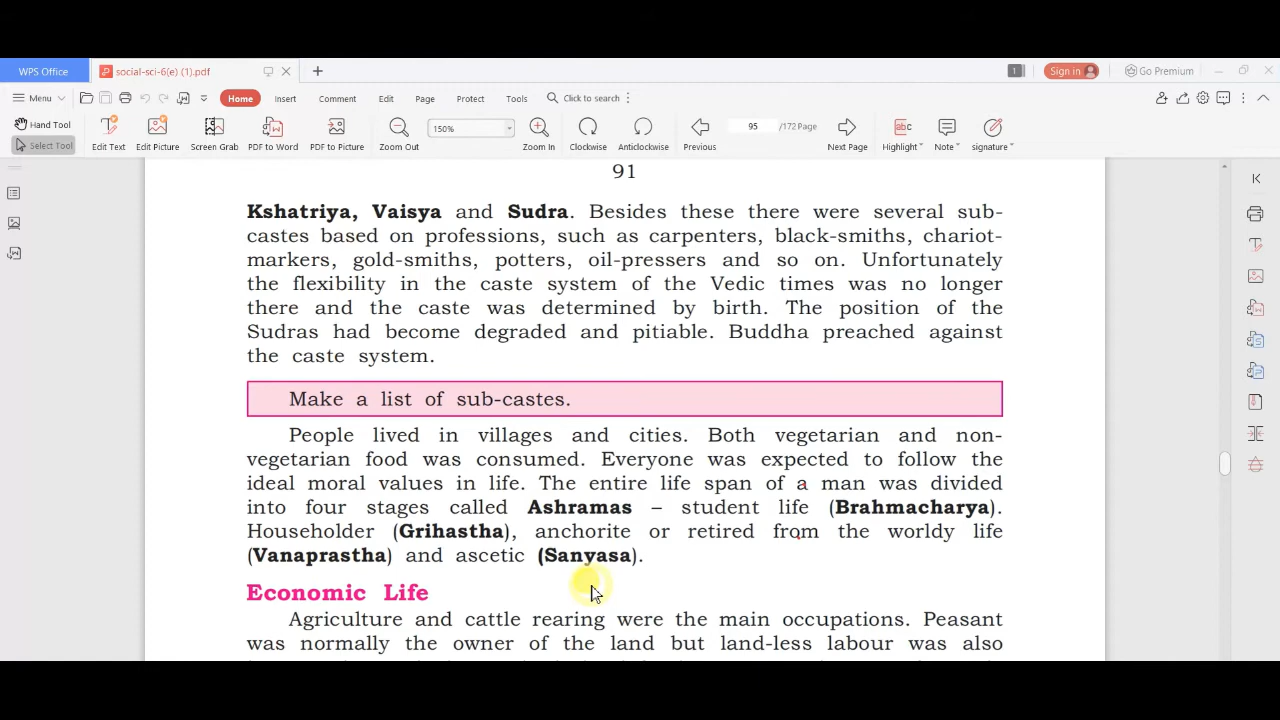 WPS Office
social-sci-6(e) (1).pdf
1
Sign in
Go Premium
Menu
Home
Insert
Comment
Edit
Page
Protect
Tools
Click to search
Hand Tool
Select Tool
Edit Text
Edit Picture
Screen Grab
PDF to Word
PDF to Picture
Zoom Out
150%
Zoom In
Clockwise
Anticlockwise
Previous
95
/172 Page
Next Page
Highlight
Note
signature
91
Kshatriya, Vaisya and Sudra. Besides these there were several sub-
castes based on professions, such as carpenters, black-smiths, chariot-
markers, gold-smiths, potters, oil-pressers and so on. Unfortunately
the flexibility in the caste system of the Vedic times was no longer
there and the caste was determined by birth. The position of the
Sudras had become degraded and pitiable. Buddha preached against
the caste system.
Make a list of sub-castes.
People lived in villages and cities. Both vegetarian and non-
vegetarian food was consumed. Everyone was expected to follow the
ideal moral values in life. The entire life span of a man was divided
into four stages called Ashramas – student life (Brahmacharya).
Householder (Grihastha), anchorite or retired from the worldy life
(Vanaprastha) and ascetic (Sanyasa).
Economic Life
Agriculture and cattle rearing were the main occupations. Peasant
was normally the owner of the land but land-less labour was also